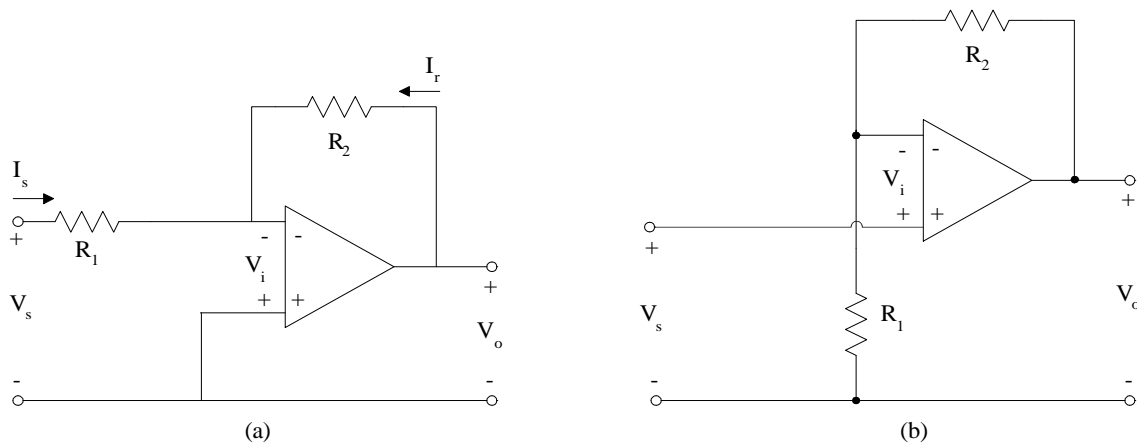 I_r
R_2
I_s
R_1
+
-
-
V_i
+
+
V_s
+
V_o
-
-
(a)
R_2
-
-
V_i
+
+
+
+
V_s
R_1
V_o
-
-
(b)